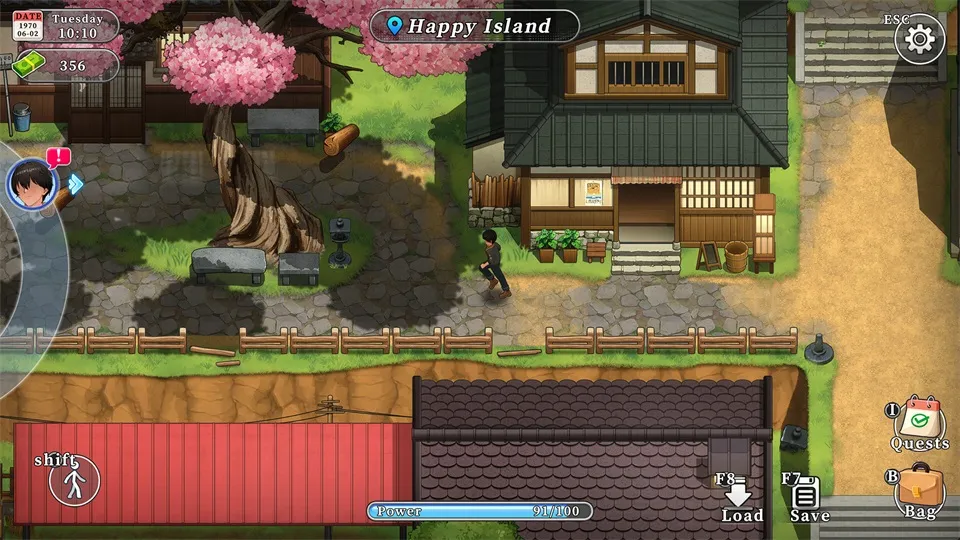 DATE
1970
06-02
Tuesday
10:10
356
Happy Island
ESC
!
shift
I
Quests
B
Bag
F8
Load
F7
Save
Power
91/100